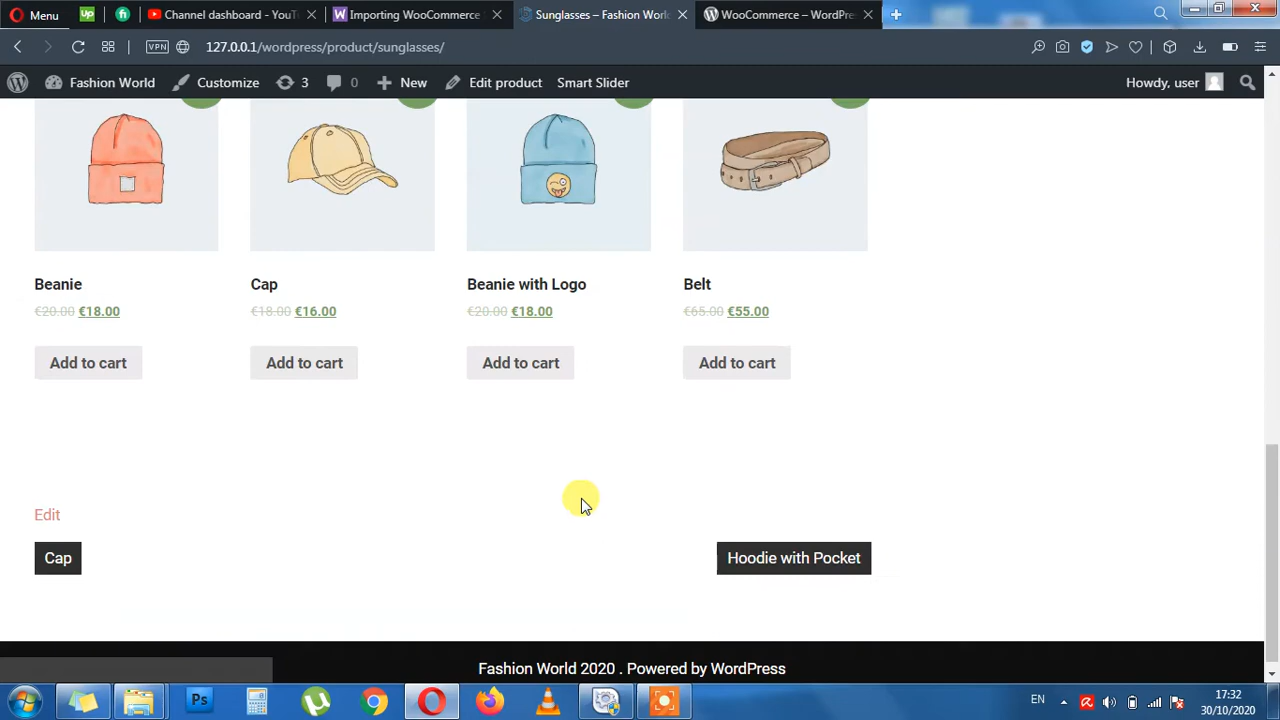 Menu
Up
Channel dashboard - YouT
W Importing WooCommerce
Sunglasses – Fashion World
WooCommerce – WordPre
VPN
127.0.0.1/wordpress/product/sunglasses/
Fashion World
Customize
3
0
New
Edit product
Smart Slider
Howdy, user
Beanie
Cap
Beanie with Logo
Belt
€20.00 €18.00
€18.00 €16.00
€20.00 €18.00
€65.00 €55.00
Add to cart
Add to cart
Add to cart
Add to cart
Edit
Cap
Hoodie with Pocket
Fashion World 2020 . Powered by WordPress
Ps
EN
17:32
30/10/2020